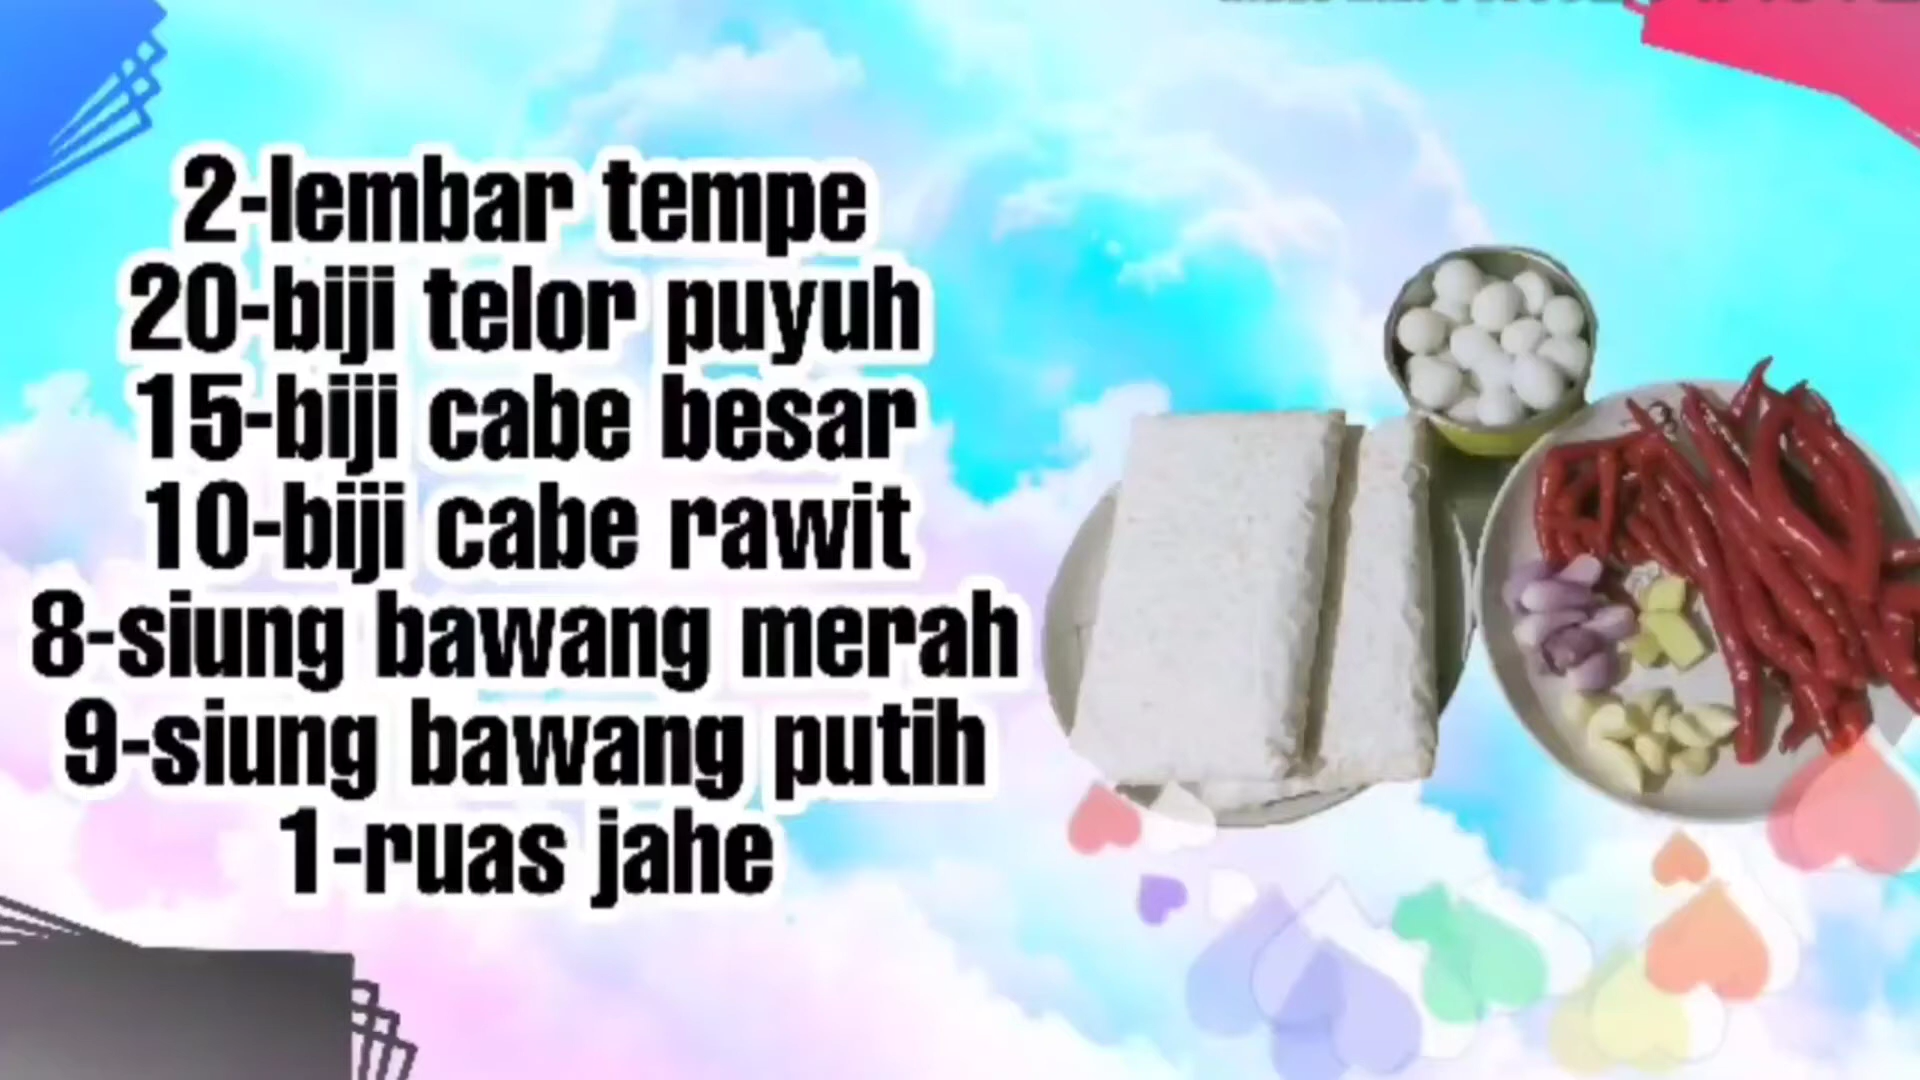 2-lembar tempe
20-biji telor puyuh
15-biji cabe besar
10-biji cabe rawit
8-siung bawang merah
9-siung bawang putih
1-ruas jahe